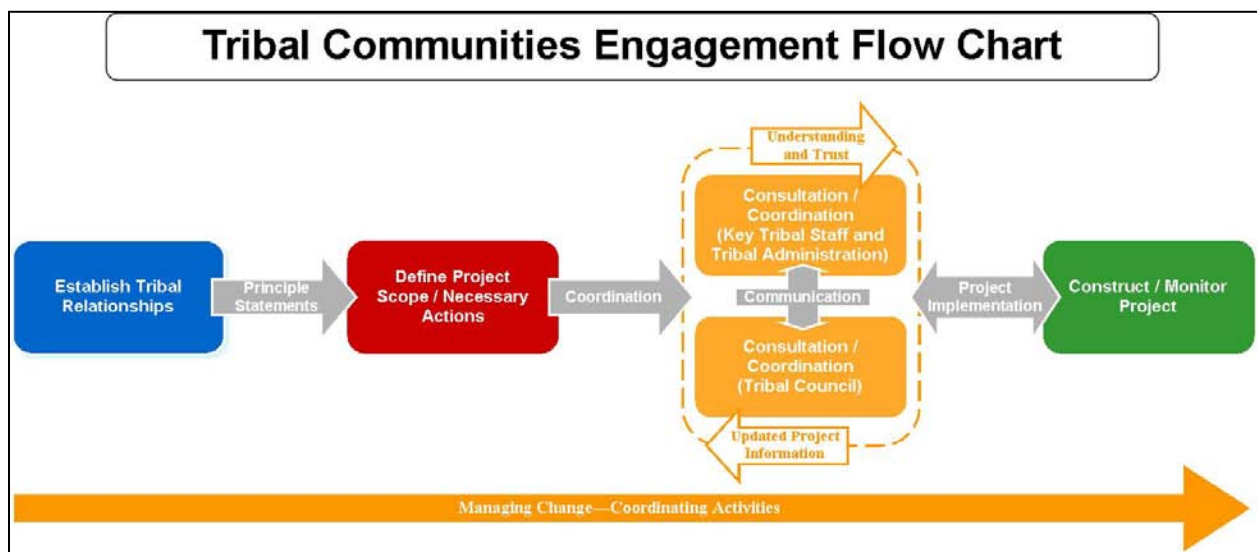 Tribal Communities Engagement Flow Chart
Understanding
and Trust
Consultation /
Coordination
(Key Tribal Staff and
Tribal Administration)
Establish Tribal
Relationships
Principle
Statements
Define Project
Scope / Necessary
Actions
Coordination
Communication
Project
Implementation
Construct / Monitor
Project
Consultation /
Coordination
(Tribal Council)
Updated Project
Information
Managing Change—Coordinating Activities